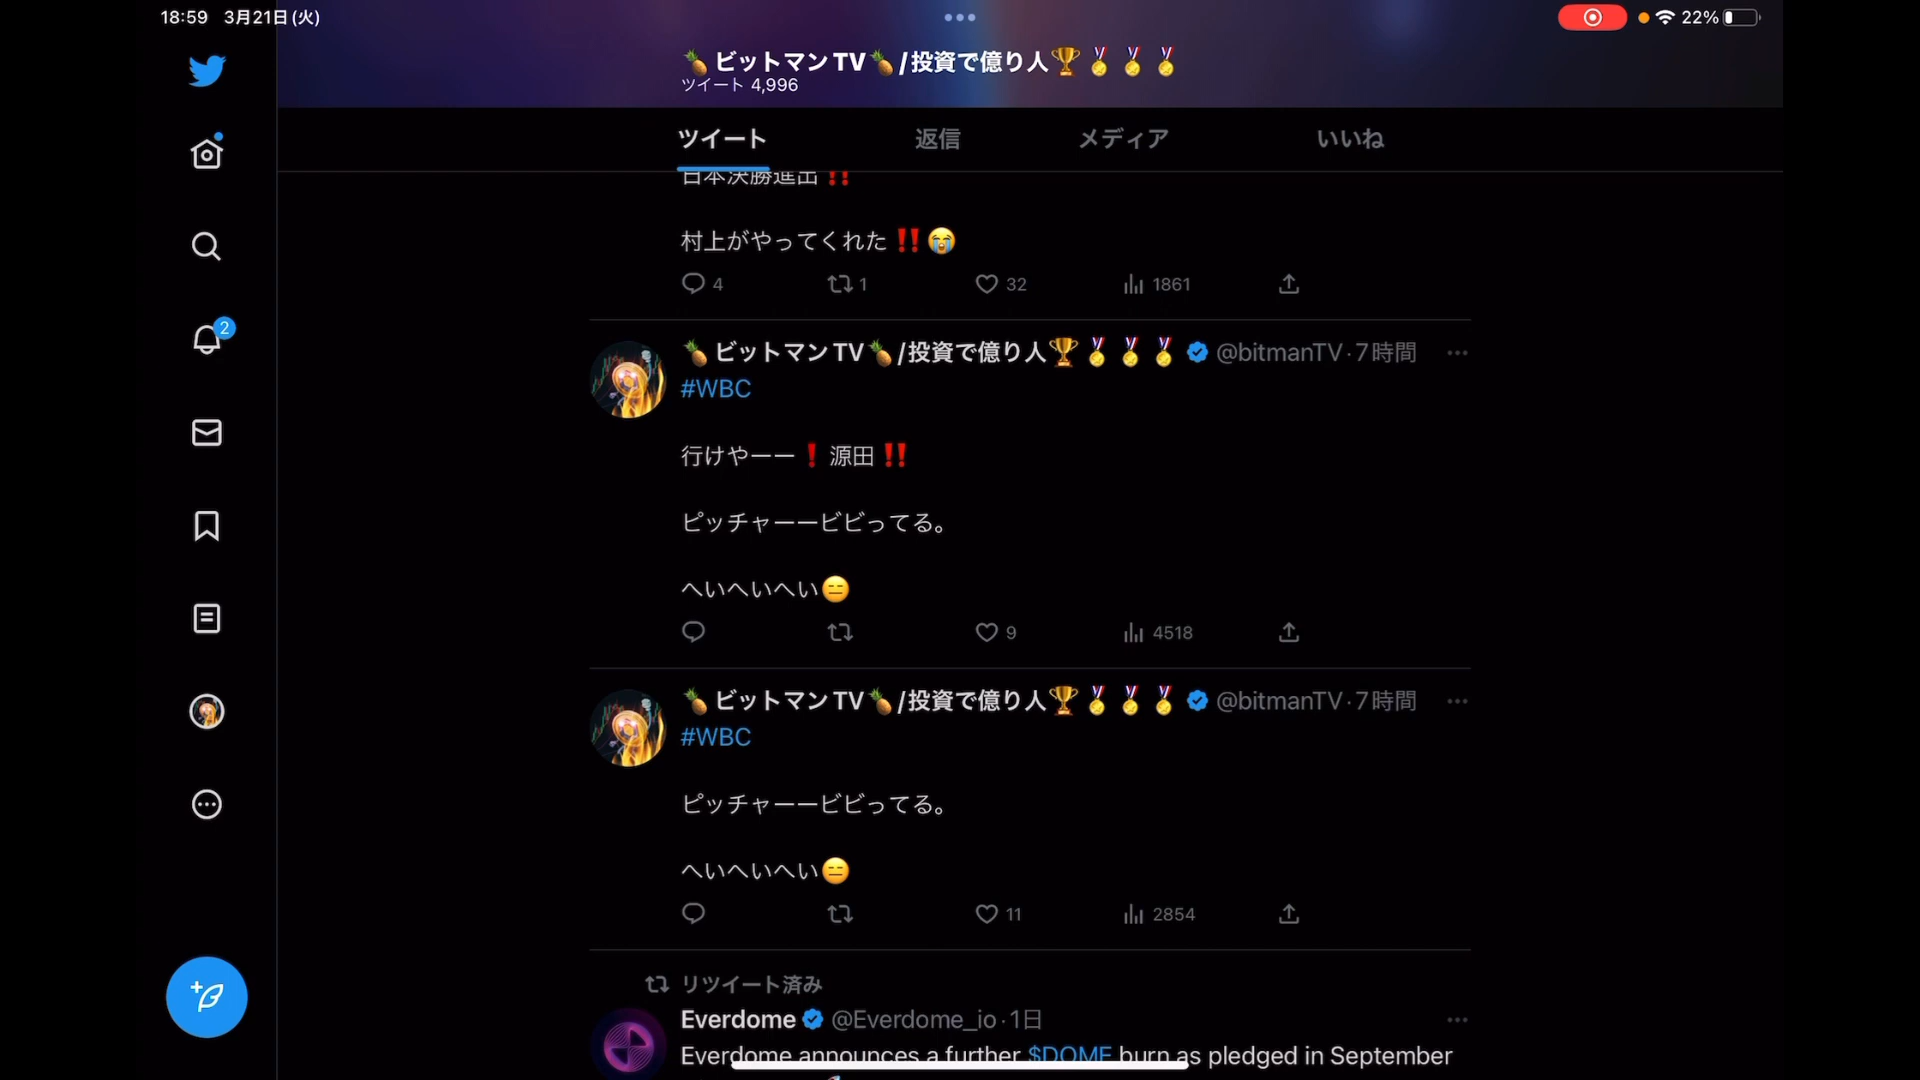 18:59 3月21日(火)
22%
🍍ビットマンTV🍍/投資で億り人🏆🥇🥇🥇
ツイート 4,996
ツイート 返信 メディア いいね
日本決勝進出‼️
村上がやってくれた‼️😭
4 1 32 1861
🍍ビットマンTV🍍/投資で億り人🏆🥇🥇🥇 @bitmanTV·7時間
#WBC
2
行けやーー❗源田‼️
ピッチャーービビってる。
へいへいへい😑
9 4518
🍍ビットマンTV🍍/投資で億り人🏆🥇🥇🥇 @bitmanTV·7時間
#WBC
ピッチャーービビってる。
へいへいへい😑
11 2854
リツイート済み
Everdome @Everdome_io·1日
Everdome announces a further $DOME burn as pledged in September